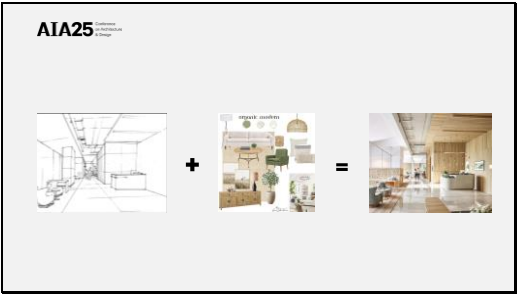 AIA25
Conference
on Architecture
& Design
organic modern
+
=